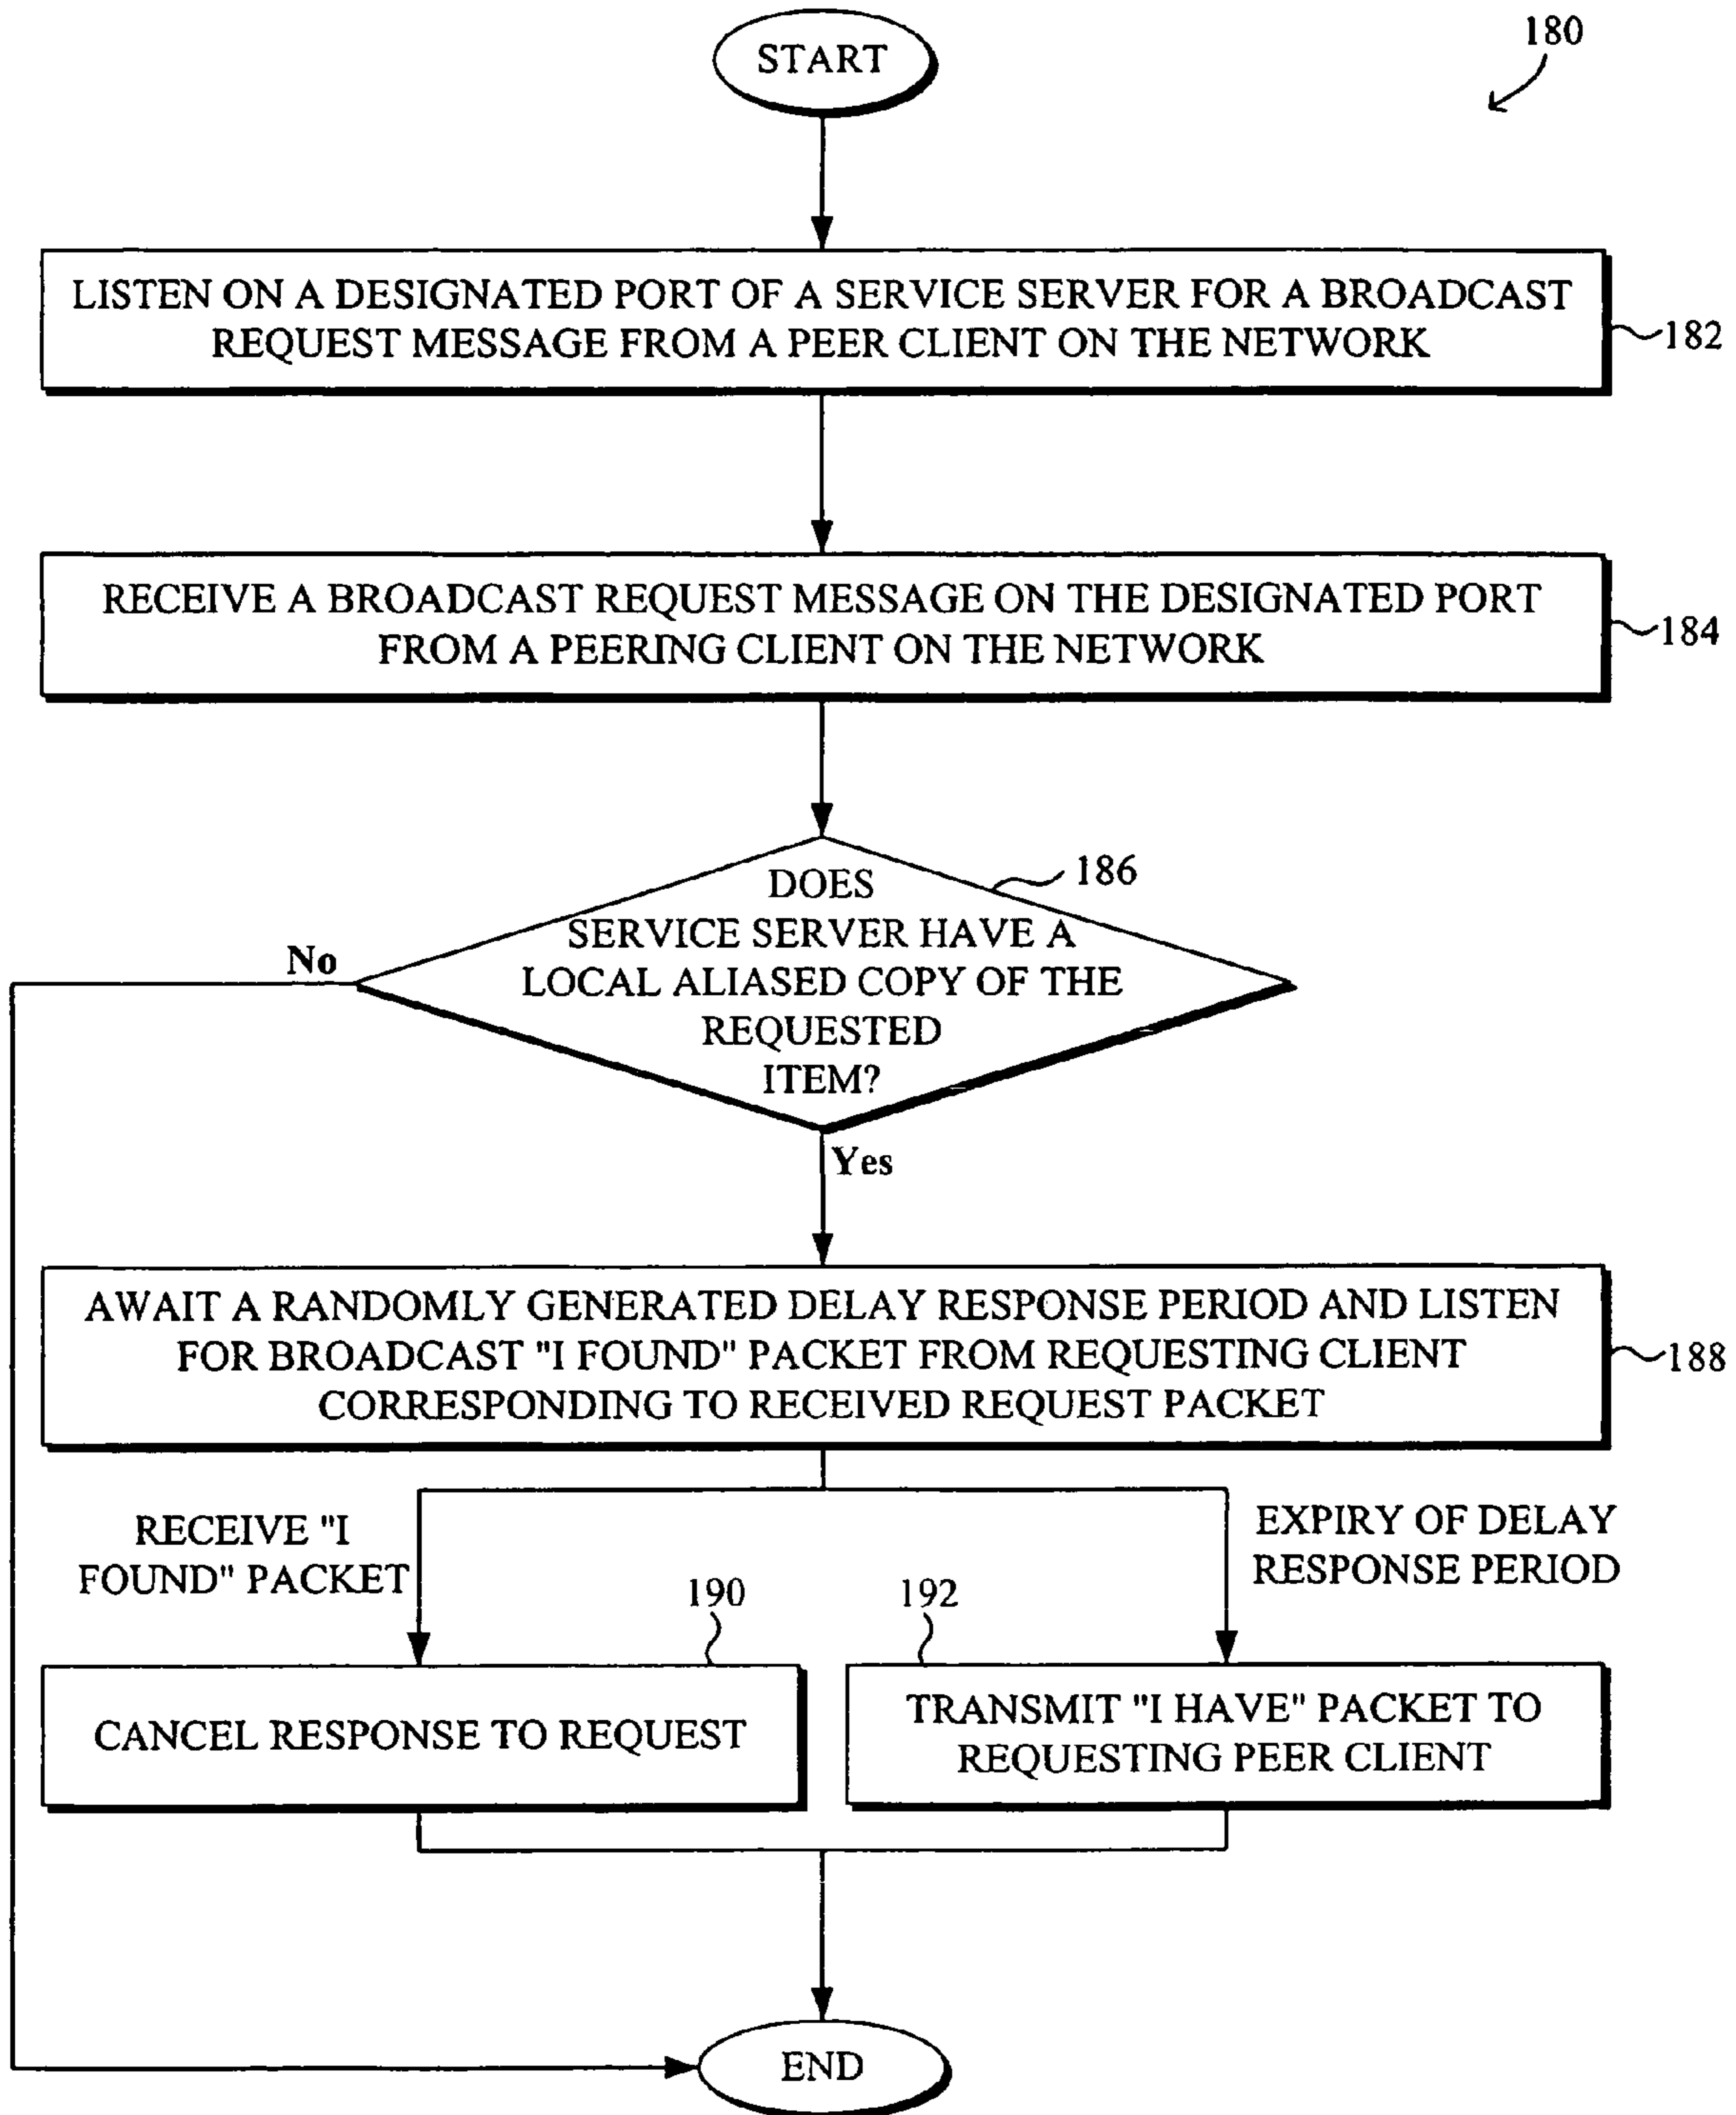 START
180
LISTEN ON A DESIGNATED PORT OF A SERVICE SERVER FOR A BROADCAST
REQUEST MESSAGE FROM A PEER CLIENT ON THE NETWORK
182
RECEIVE A BROADCAST REQUEST MESSAGE ON THE DESIGNATED PORT
FROM A PEERING CLIENT ON THE NETWORK
184
186
DOES
SERVICE SERVER HAVE A
LOCAL ALIASED COPY OF THE
REQUESTED
ITEM?
No
Yes
AWAIT A RANDOMLY GENERATED DELAY RESPONSE PERIOD AND LISTEN
FOR BROADCAST "I FOUND" PACKET FROM REQUESTING CLIENT
CORRESPONDING TO RECEIVED REQUEST PACKET
188
RECEIVE "I
FOUND" PACKET
EXPIRY OF DELAY
RESPONSE PERIOD
190
192
CANCEL RESPONSE TO REQUEST
TRANSMIT "I HAVE" PACKET TO
REQUESTING PEER CLIENT
END